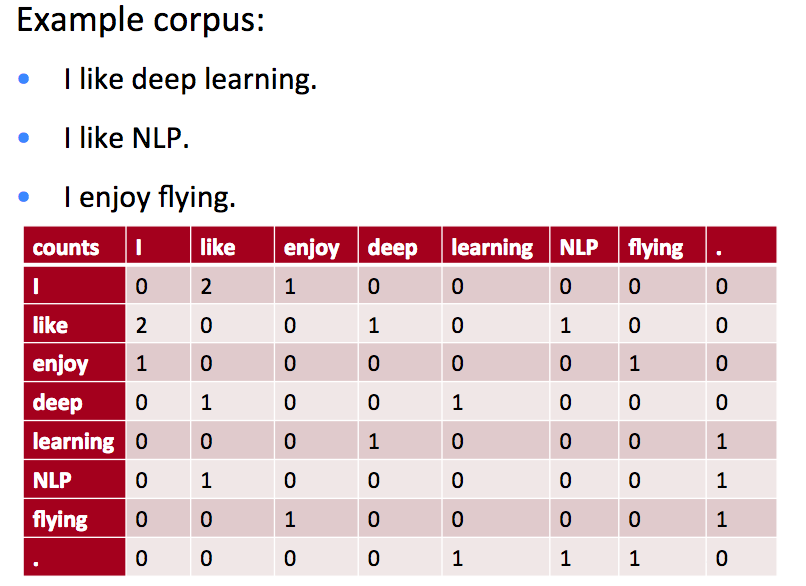 Example corpus:
• I like deep learning.
• I like NLP.
• I enjoy flying.
counts I like enjoy deep learning NLP flying .
I 0 2 1 0 0 0 0 0
like 2 0 0 1 0 1 0 0
enjoy 1 0 0 0 0 0 1 0
deep 0 1 0 0 1 0 0 0
learning 0 0 0 1 0 0 0 1
NLP 0 1 0 0 0 0 0 1
flying 0 0 1 0 0 0 0 1
. 0 0 0 0 1 1 1 0